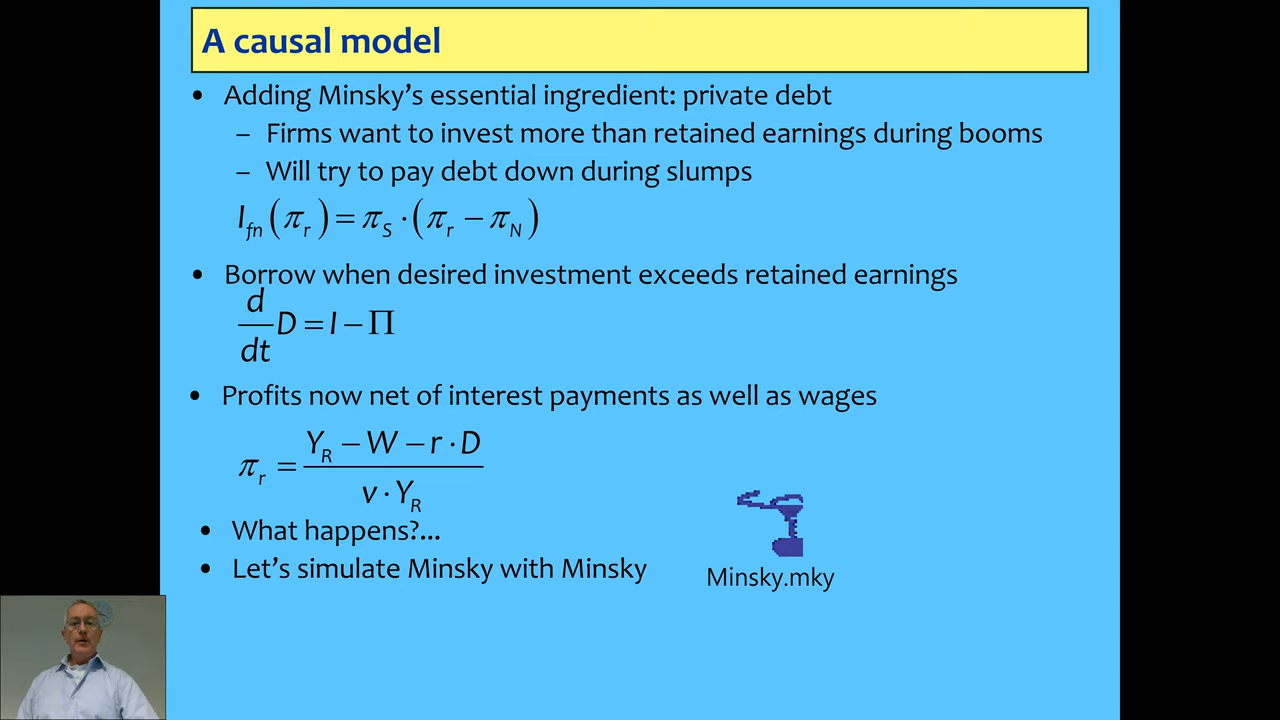 A causal model
• Adding Minsky’s essential ingredient: private debt
– Firms want to invest more than retained earnings during booms
– Will try to pay debt down during slumps
I_fn(π_r) = π_S · (π_r − π_N)
• Borrow when desired investment exceeds retained earnings
d/dt D = I − Π
• Profits now net of interest payments as well as wages
π_r = (Y_R − W − r · D) / (v · Y_R)
• What happens?...
• Let’s simulate Minsky with Minsky
Minsky.mky